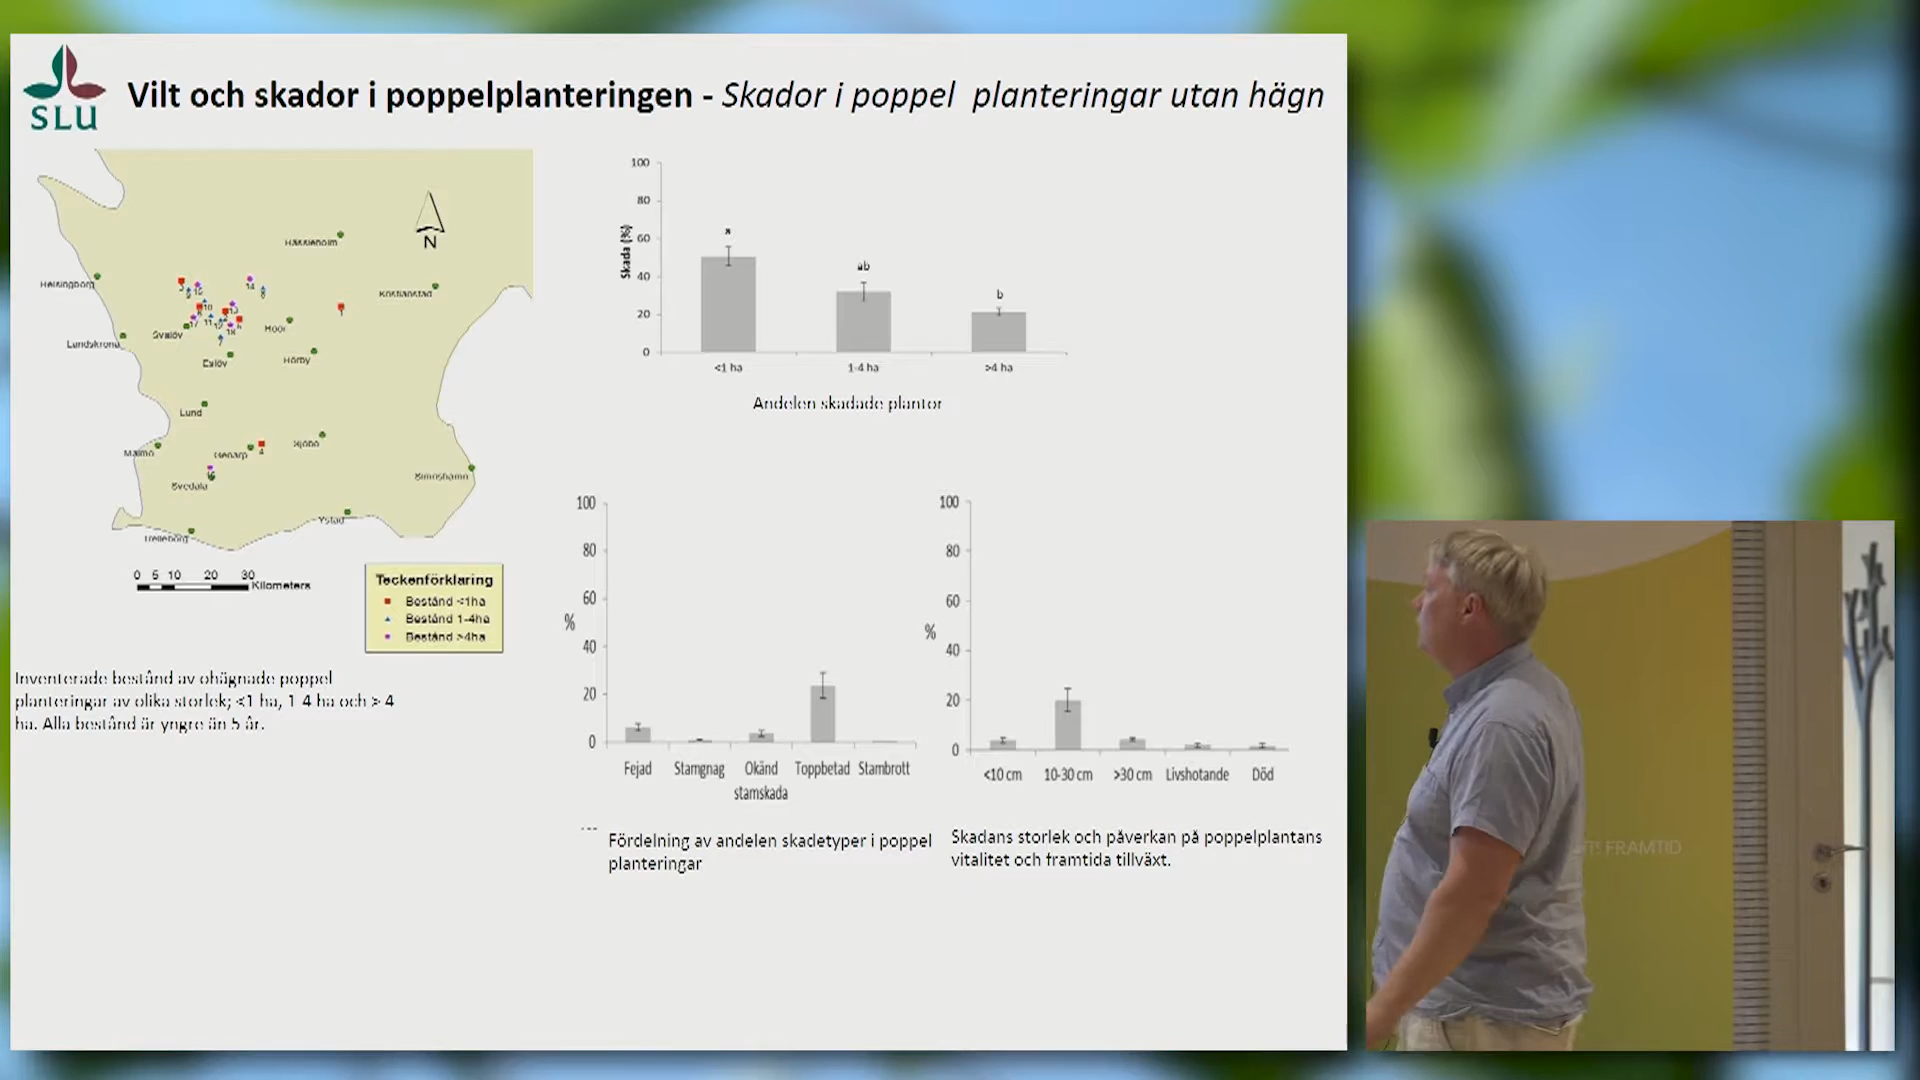 SLU
Vilt och skador i poppelplanteringen - Skador i poppel planteringar utan hägn
N
Hässleholm
Helsingborg
Kristianstad
Landskrona
Svalöv
Höör
Eslöv
Hörby
Lund
Malmö
Genarp
Sjöbo
Svedala
Simrishamn
Ystad
Trelleborg
0 5 10 20 30
Kilometers
Teckenförklaring
Bestånd <1ha
Bestånd 1-4ha
Bestånd >4ha
Inventerade bestånd av ohägnade poppel
planteringar av olika storlek; <1 ha, 1-4 ha och > 4
ha. Alla bestånd är yngre än 5 år.
Skada (%)
100
80
60
40
20
0
a
ab
b
<1 ha
1-4 ha
>4 ha
Andelen skadade plantor
%
100
80
60
40
20
0
Fejad
Stamgnag
Okänd
stamskada
Toppbetad
Stambrott
Fördelning av andelen skadetyper i poppel
planteringar
%
100
80
60
40
20
0
<10 cm
10-30 cm
>30 cm
Livshotande
Död
Skadans storlek och påverkan på poppelplantans
vitalitet och framtida tillväxt.
FRAMTID